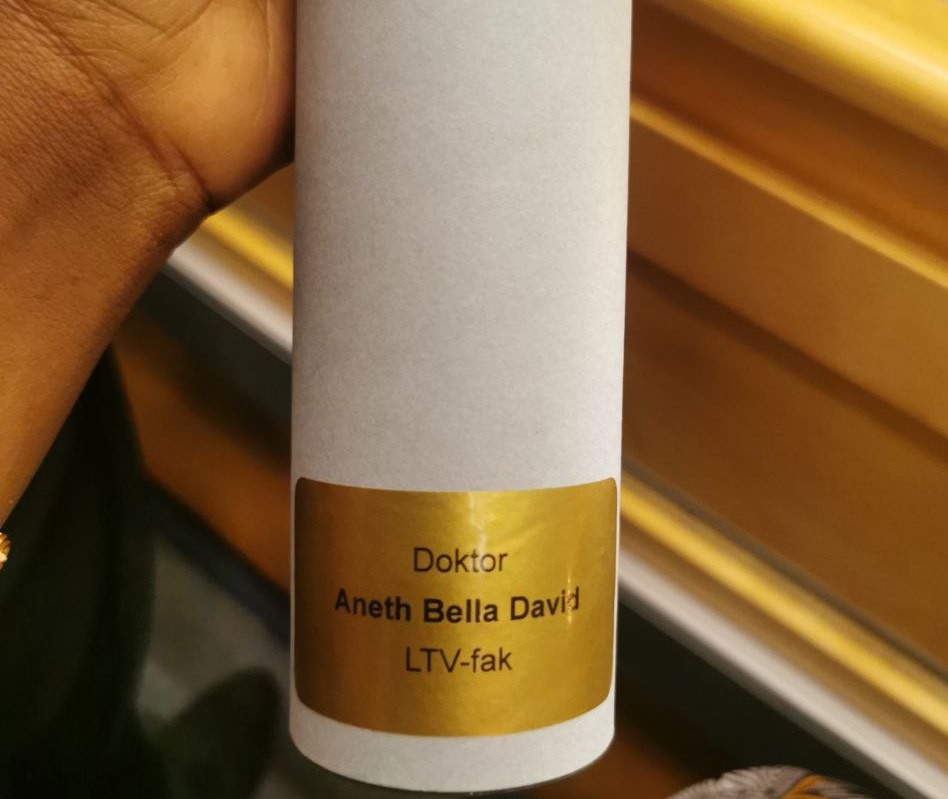 Doktor
Aneth Bella David
LTV-fak